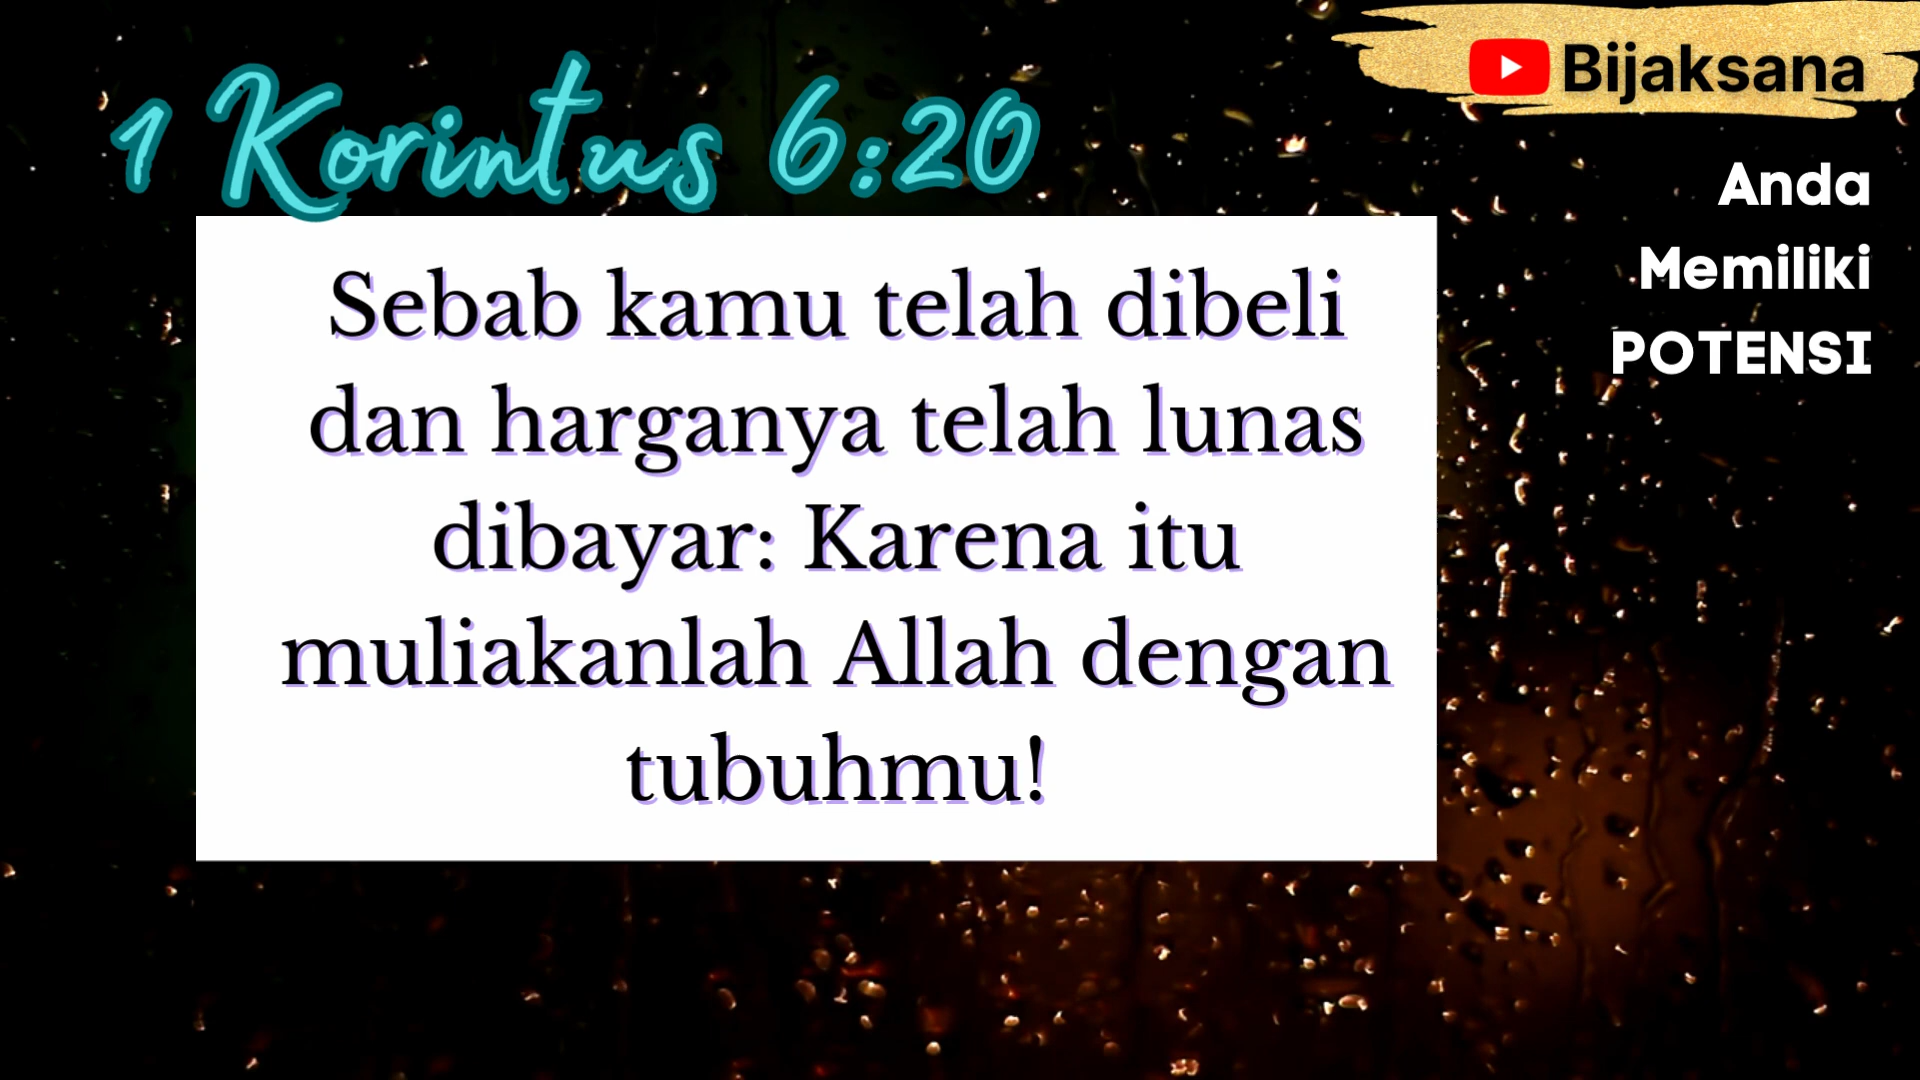 Bijaksana
1 Korintus 6:20
Anda
Memiliki
POTENSI
Sebab kamu telah dibeli
dan harganya telah lunas
dibayar: Karena itu
muliakanlah Allah dengan
tubuhmu!